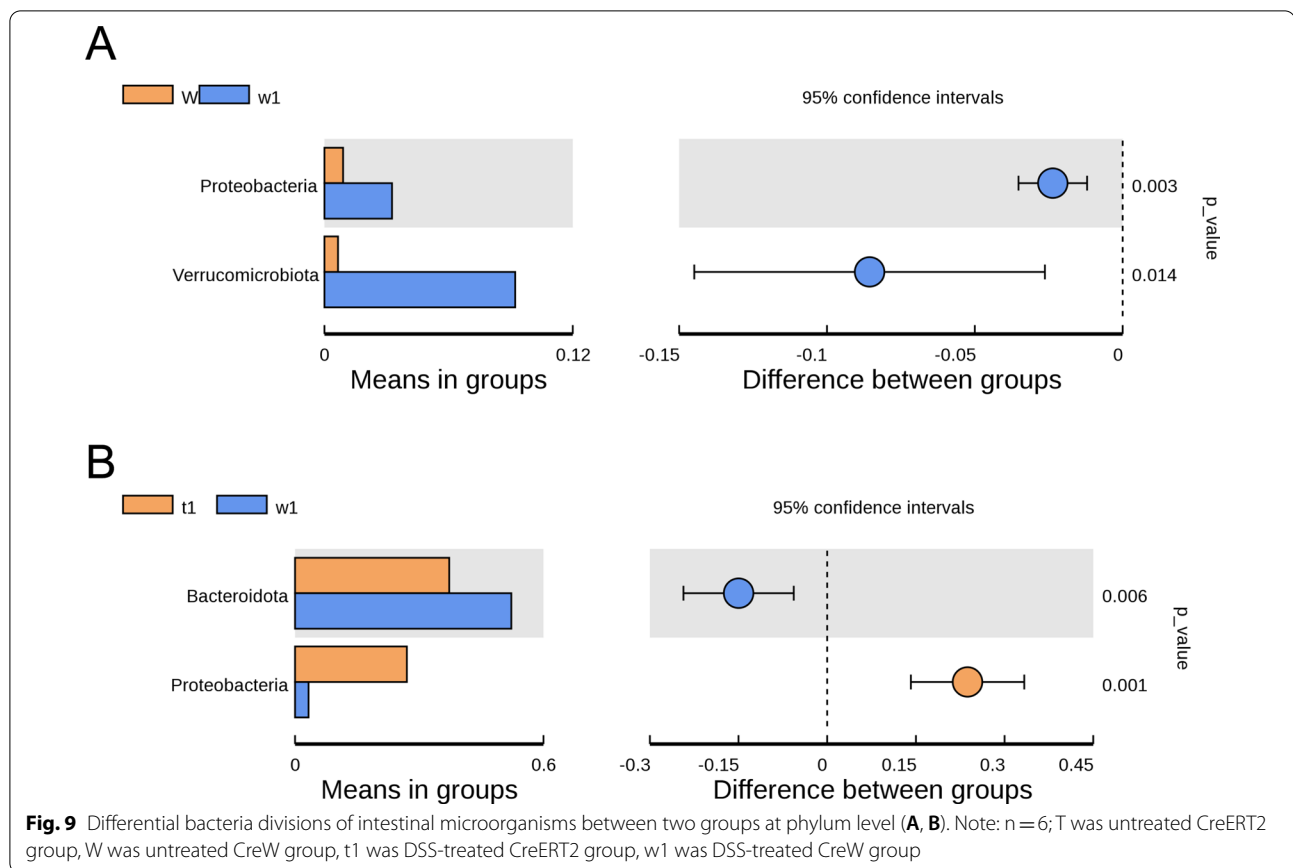 A
W w1
95% confidence intervals
Proteobacteria
0.003
Verrucomicrobiota
0.014
p_value
0 0.12
-0.15 -0.1 -0.05 0
Means in groups
Difference between groups
B
t1 w1
95% confidence intervals
Bacteroidota
0.006
Proteobacteria
0.001
p_value
0 0.6
-0.3 -0.15 0 0.15 0.3 0.45
Means in groups
Difference between groups
Fig. 9 Differential bacteria divisions of intestinal microorganisms between two groups at phylum level (A, B). Note: n = 6; T was untreated CreERT2
group, W was untreated CreW group, t1 was DSS-treated CreERT2 group, w1 was DSS-treated CreW group